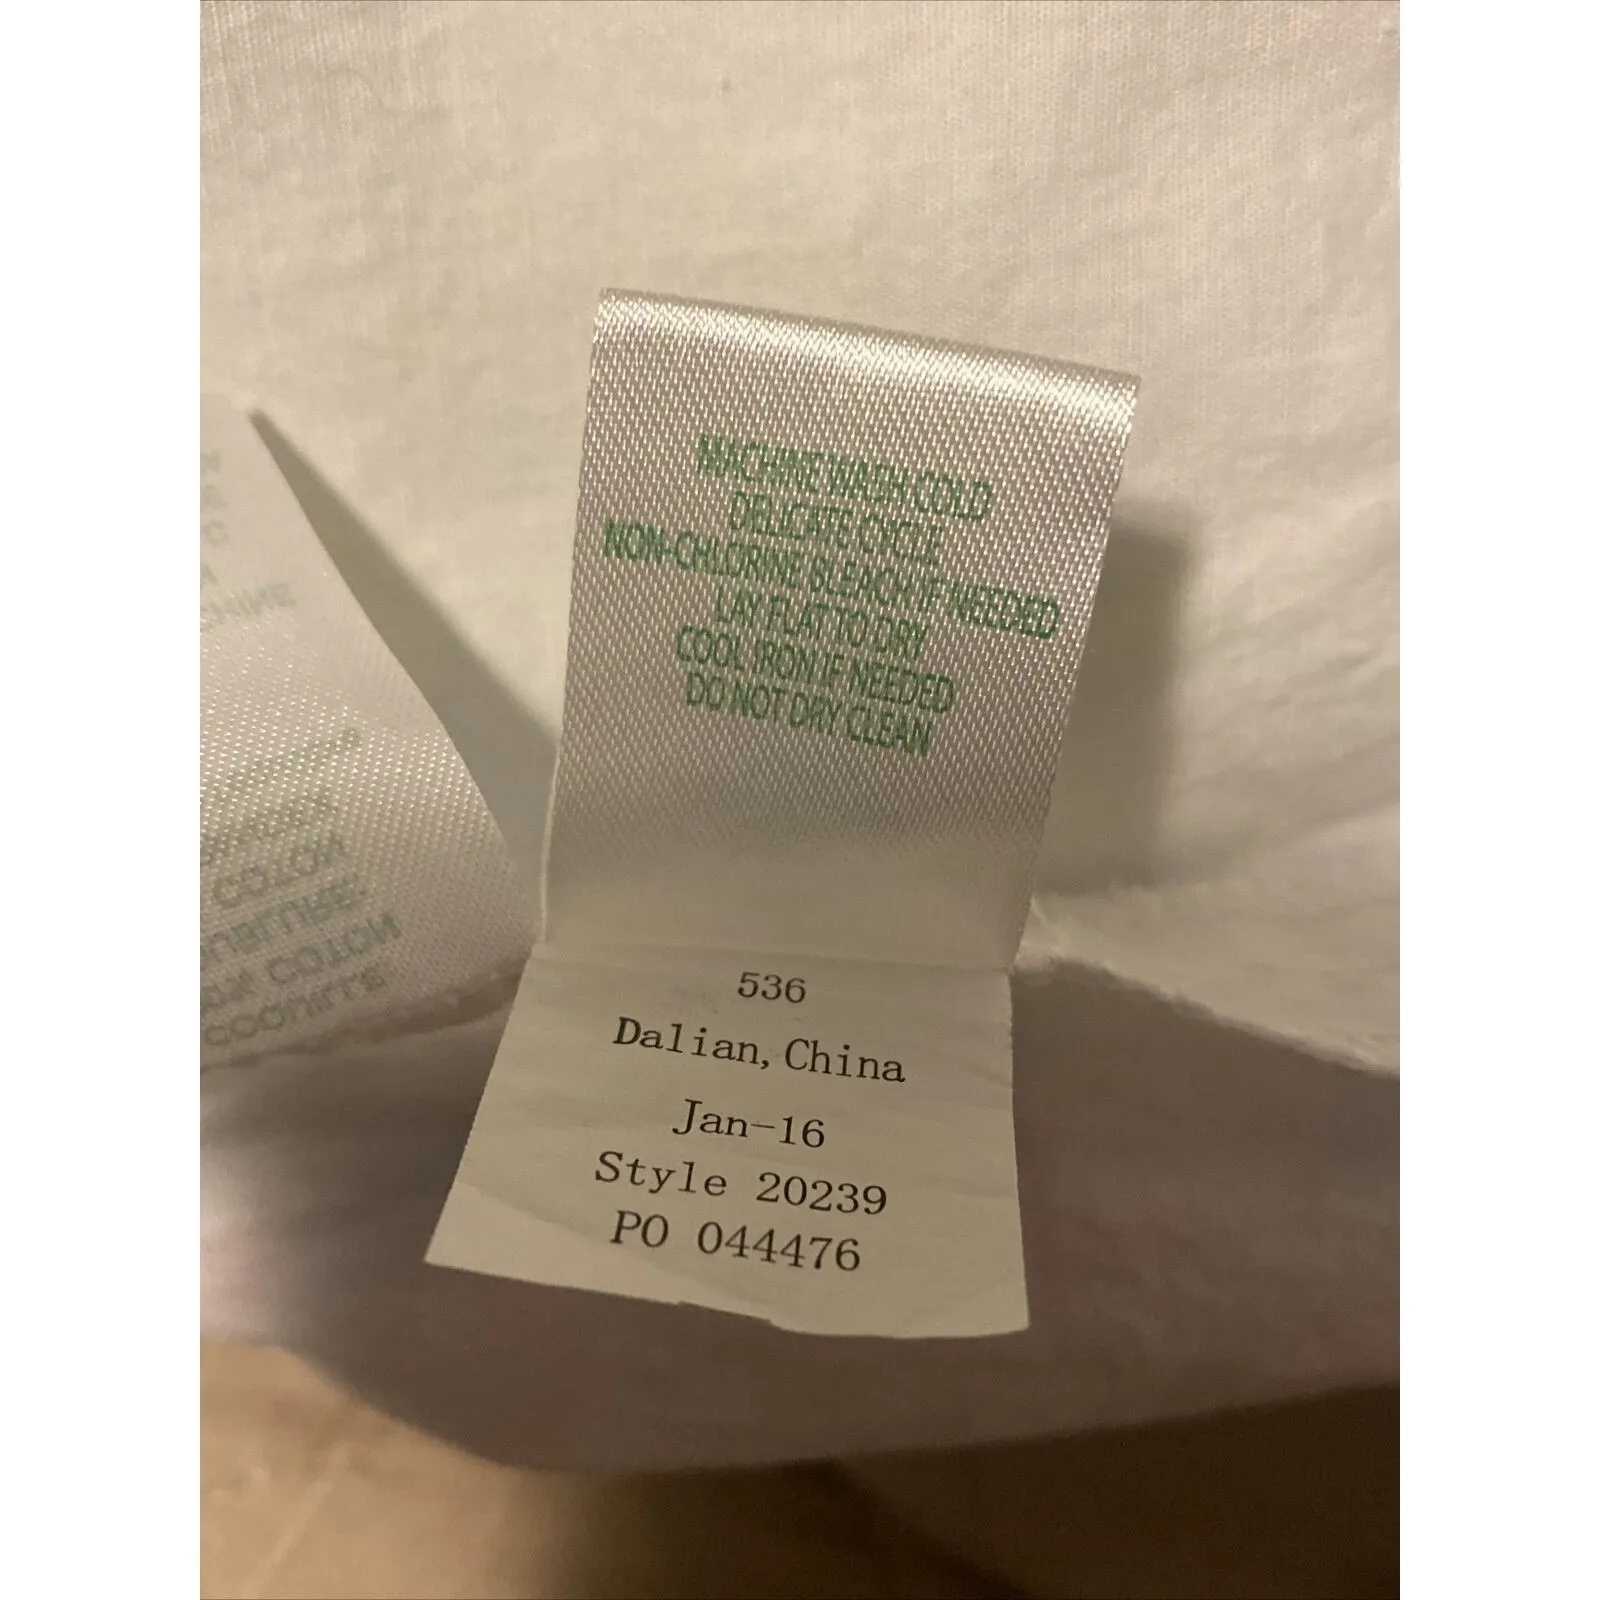 MACHINE WASH COLD
DELICATE CYCLE
NON-CHLORINE BLEACH IF NEEDED
LAY FLAT TO DRY
COOL IRON IF NEEDED
DO NOT DRY CLEAN
536
Dalian, China
Jan-16
Style 20239
PO 044476